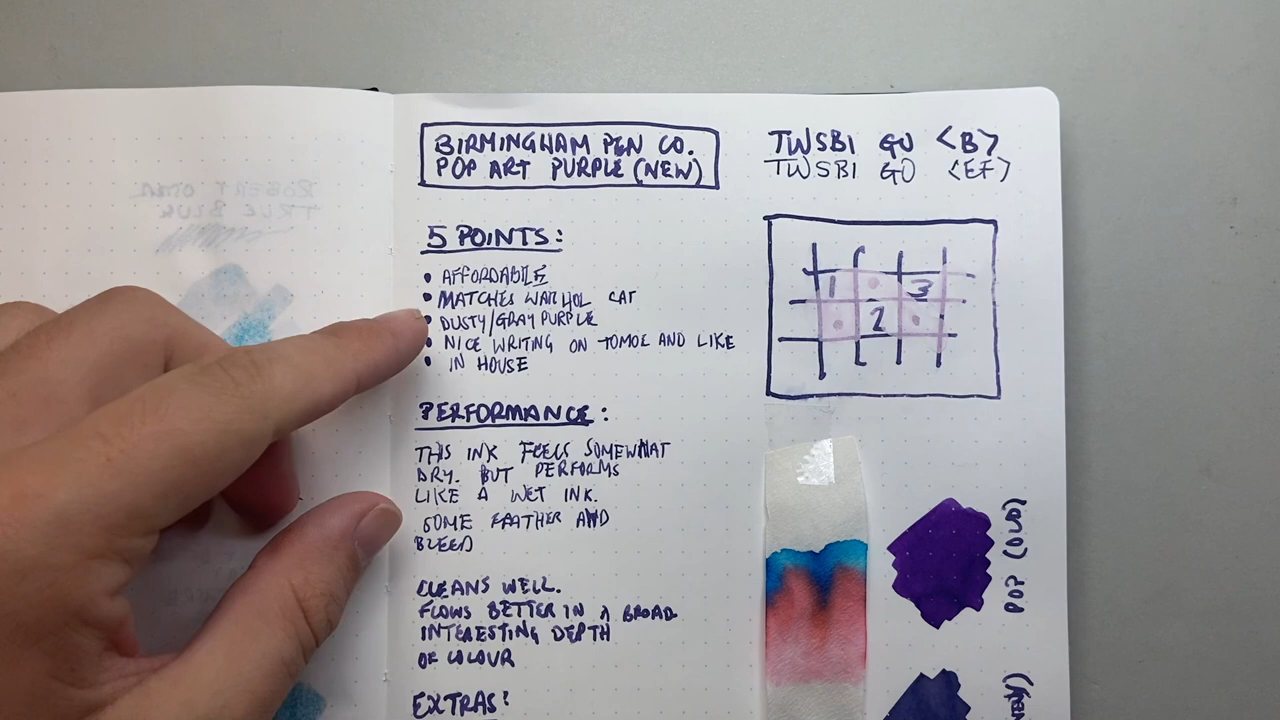 BIRMINGHAM PEN CO.
POP ART PURPLE (NEW)
TWSBI GO <B>
TWSBI GO <EF>
5 POINTS:
• AFFORDABLE
• MATCHES WARHOL CAT
• DUSTY/GRAY PURPLE
• NICE WRITING ON TOMOE AND LIKE
• IN HOUSE
1
3
2
PERFORMANCE:
THIS INK FEELS SOMEWHAT
DRY. BUT PERFORMS
LIKE A WET INK.
SOME FEATHER AND
BLEED
CLEANS WELL.
FLOWS BETTER IN A BROAD
INTERESTING DEPTH
OF COLOUR
EXTRAS:
POP (OLD)